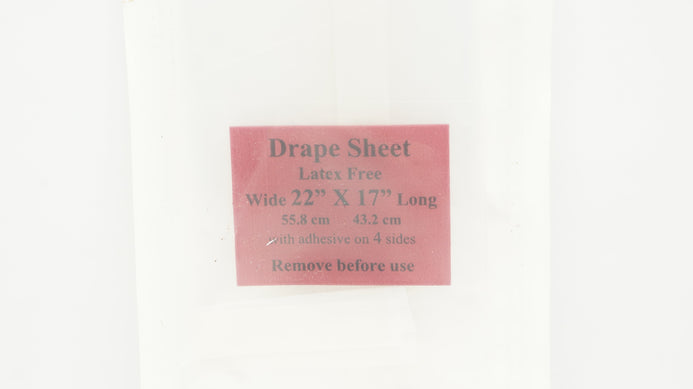 Drape Sheet
Latex Free
Wide 22” X 17” Long
55.8 cm 43.2 cm
with adhesive on 4 sides
Remove before use